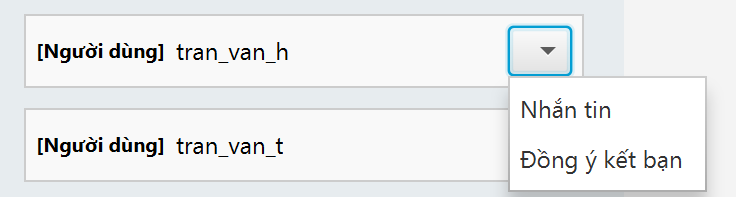 [Người dùng] tran_van_h
Nhắn tin
[Người dùng] tran_van_t
Đồng ý kết bạn